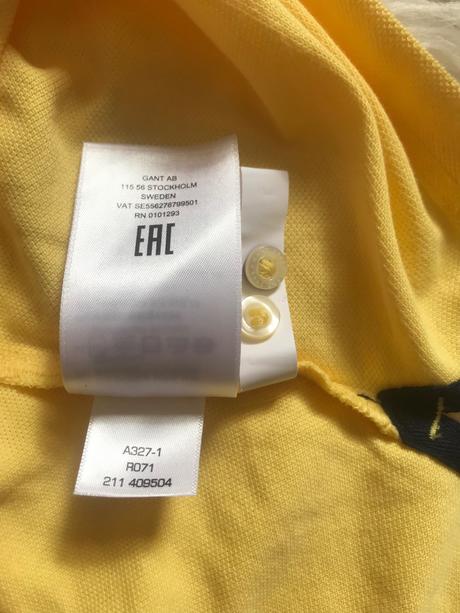 GANT AB
115 56 STOCKHOLM
SWEDEN
VAT SE556276799501
RN 0101293
EAC
A327-1
R071
211 409504